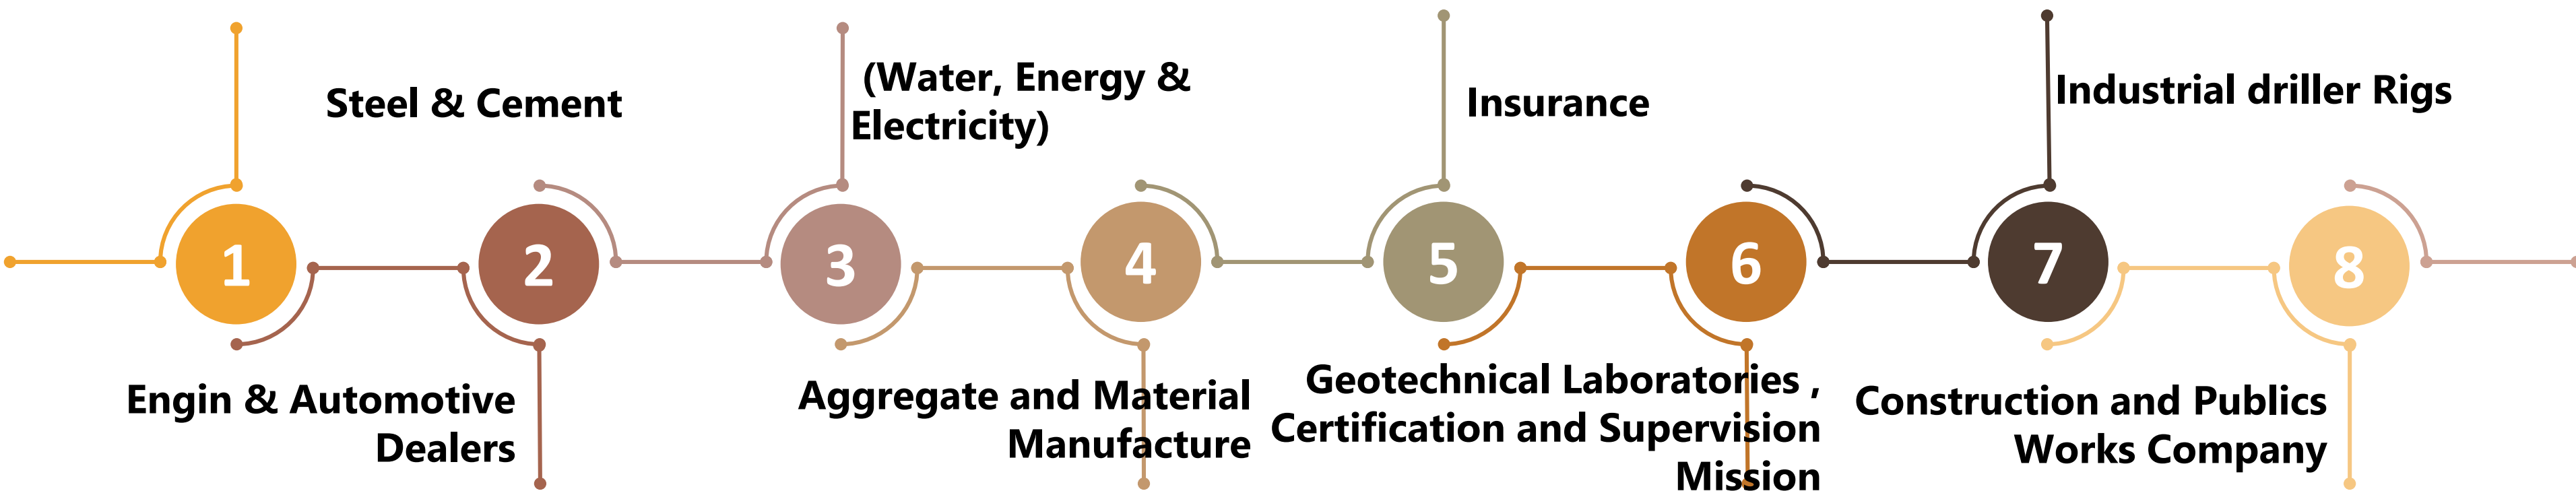 Steel & Cement
(Water, Energy &
Electricity)
Insurance
Industrial driller Rigs
1
2
3
4
5
6
7
8
Engin & Automotive
Dealers
Aggregate and Material
Manufacture
Geotechnical Laboratories ,
Certification and Supervision
Mission
Construction and Publics
Works Company